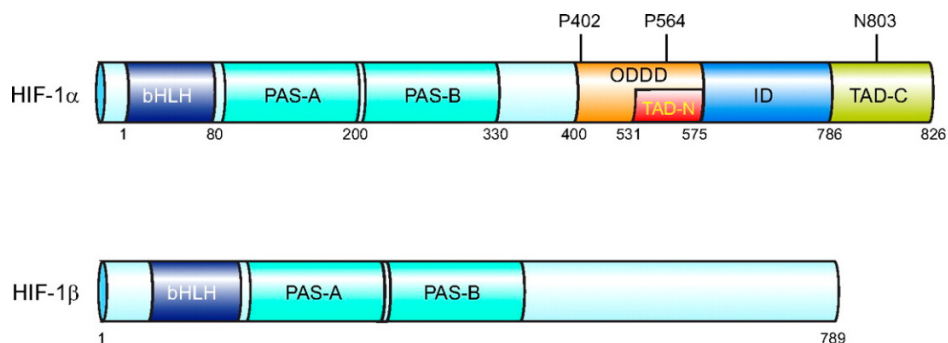 P402 P564 N803
HIF-1α bHLH PAS-A PAS-B ODDD TAD-N ID TAD-C
1 80 200 330 400 531 575 786 826
HIF-1β bHLH PAS-A PAS-B
1 789